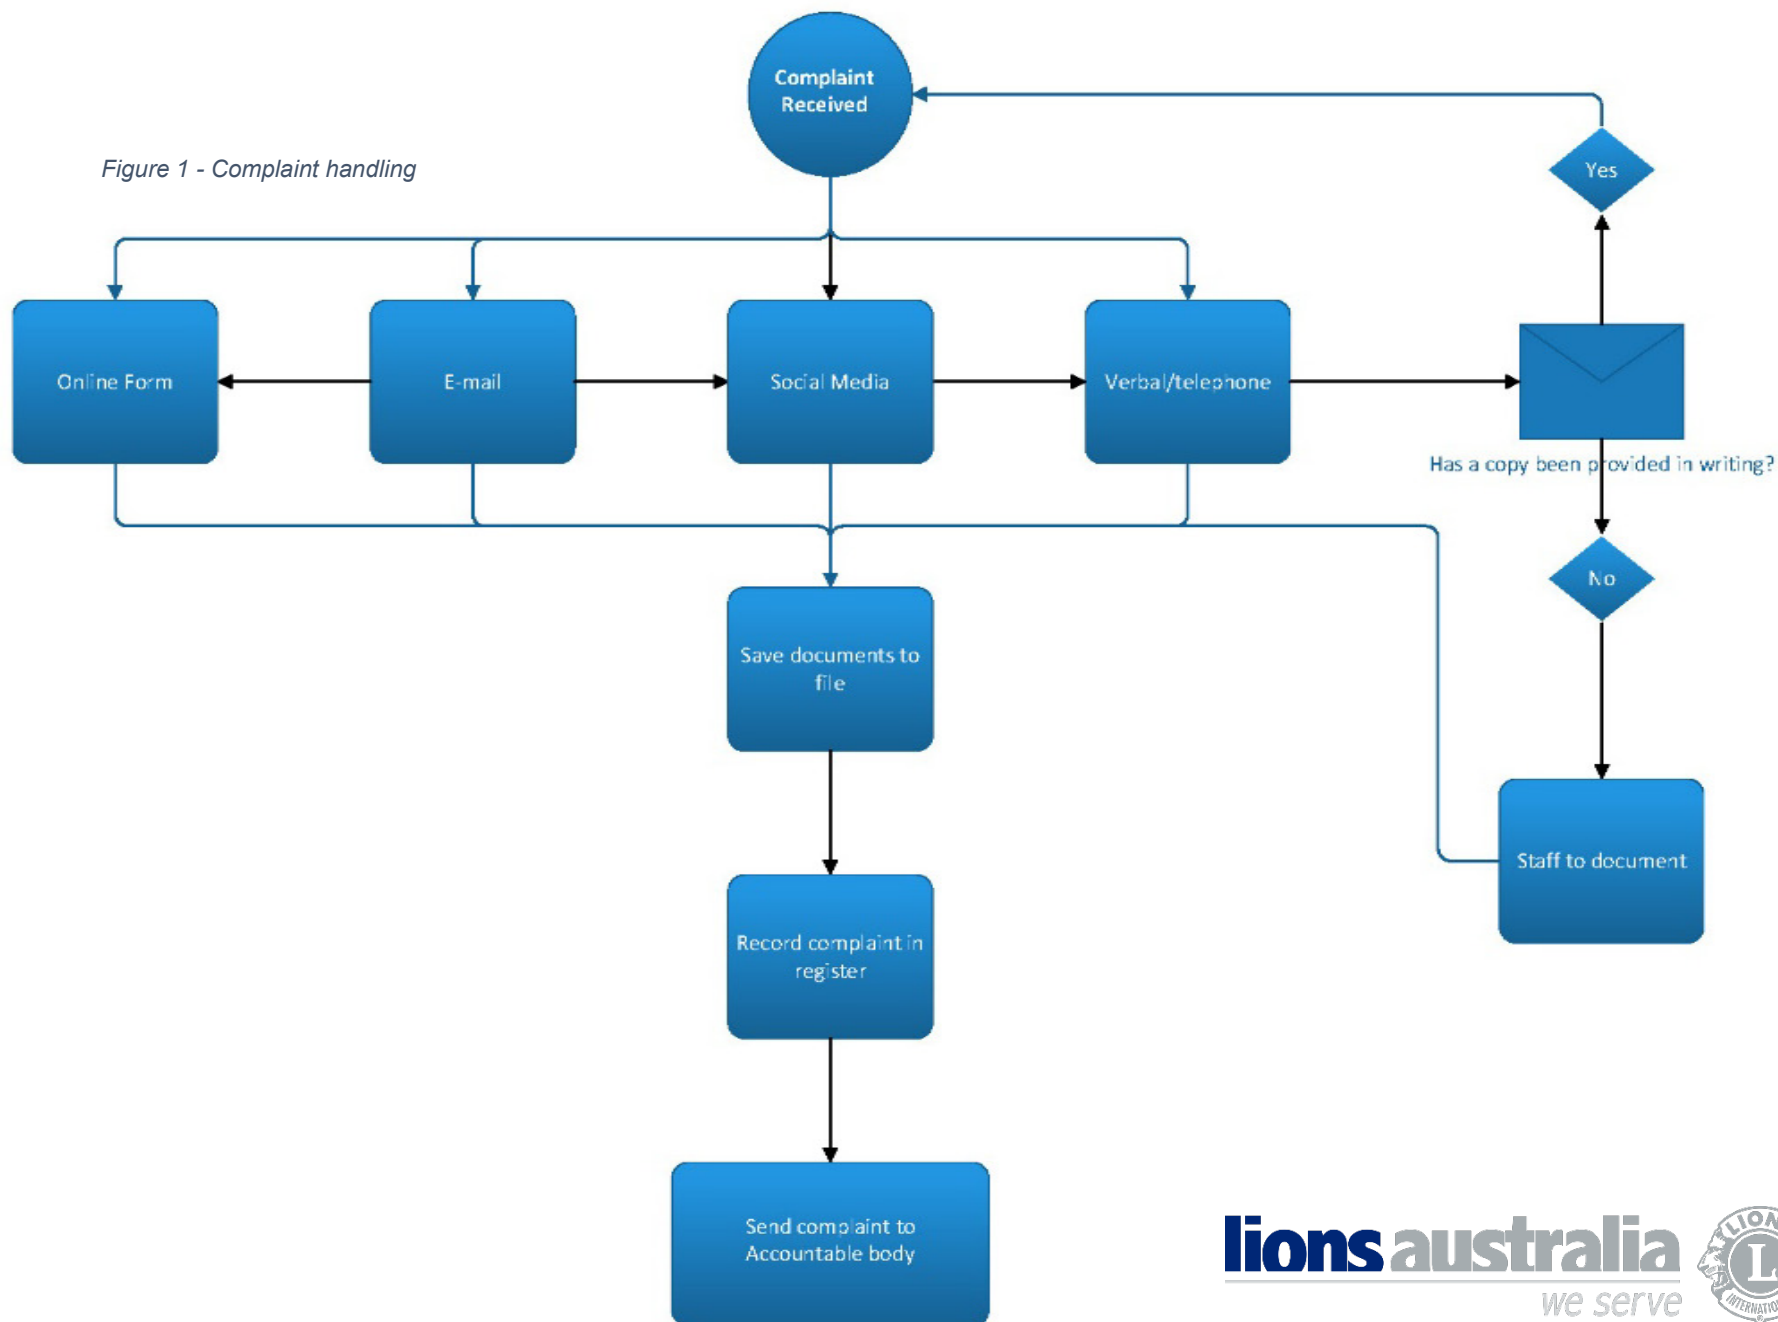 Complaint
Received
Figure 1 - Complaint handling
Yes
Online Form
E-mail
Social Media
Verbal/telephone
Has a copy been provided in writing?
No
Save documents to
file
Staff to document
Record complaint in
register
Send complaint to
Accountable body
lions australia
we serve
LION
L